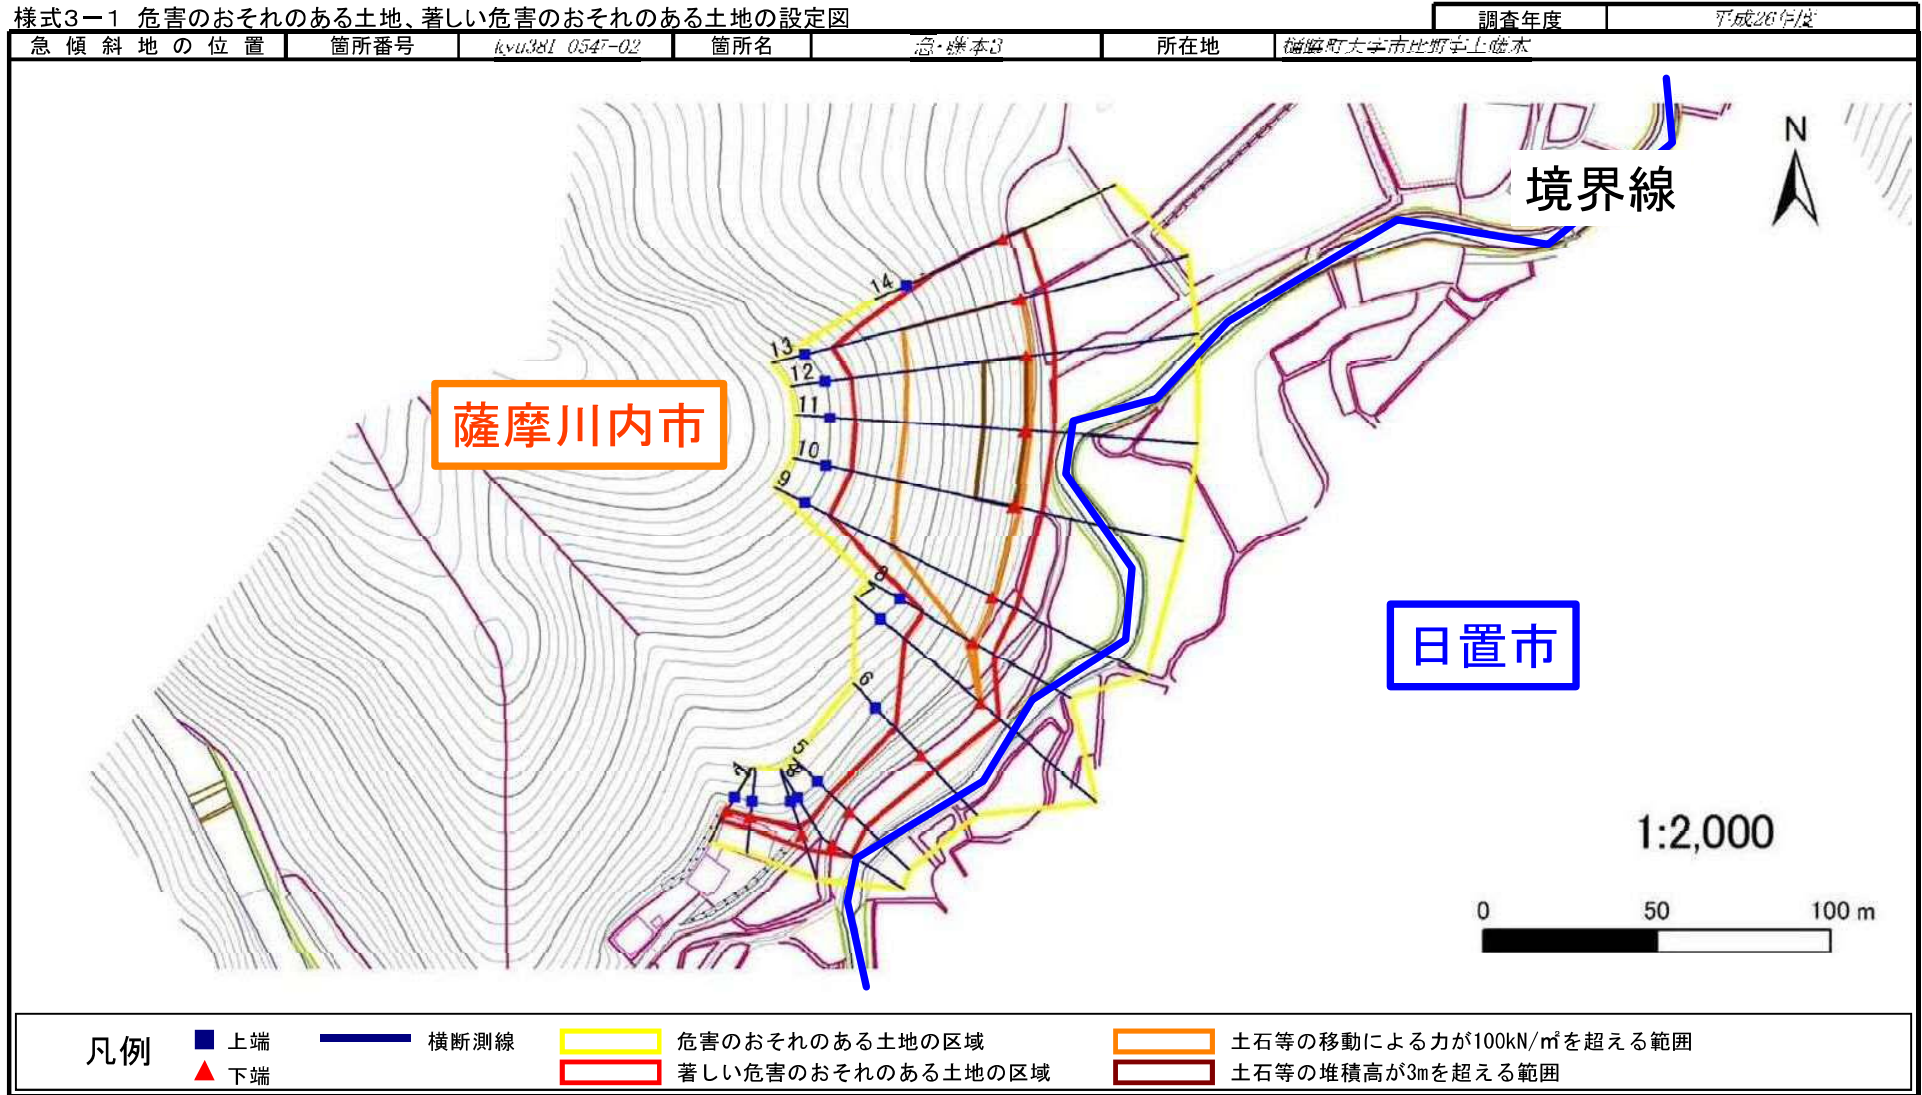 様式3-1 危害のおそれのある土地、著しい危害のおそれのある土地の設定図
調査年度 平成26年度
急傾斜地の位置 箇所番号 kyu381 0547-02 箇所名 急・藤本3 所在地
N
境界線
14
13
12
薩摩川内市
11
10
9
8
7
日置市
6
5
2
1:2,000
0 50 100 m
凡例
上端 横断測線 危害のおそれのある土地の区域 土石等の移動による力が100kN/㎡を超える範囲
下端 著しい危害のおそれのある土地の区域 土石等の堆積高が3mを超える範囲